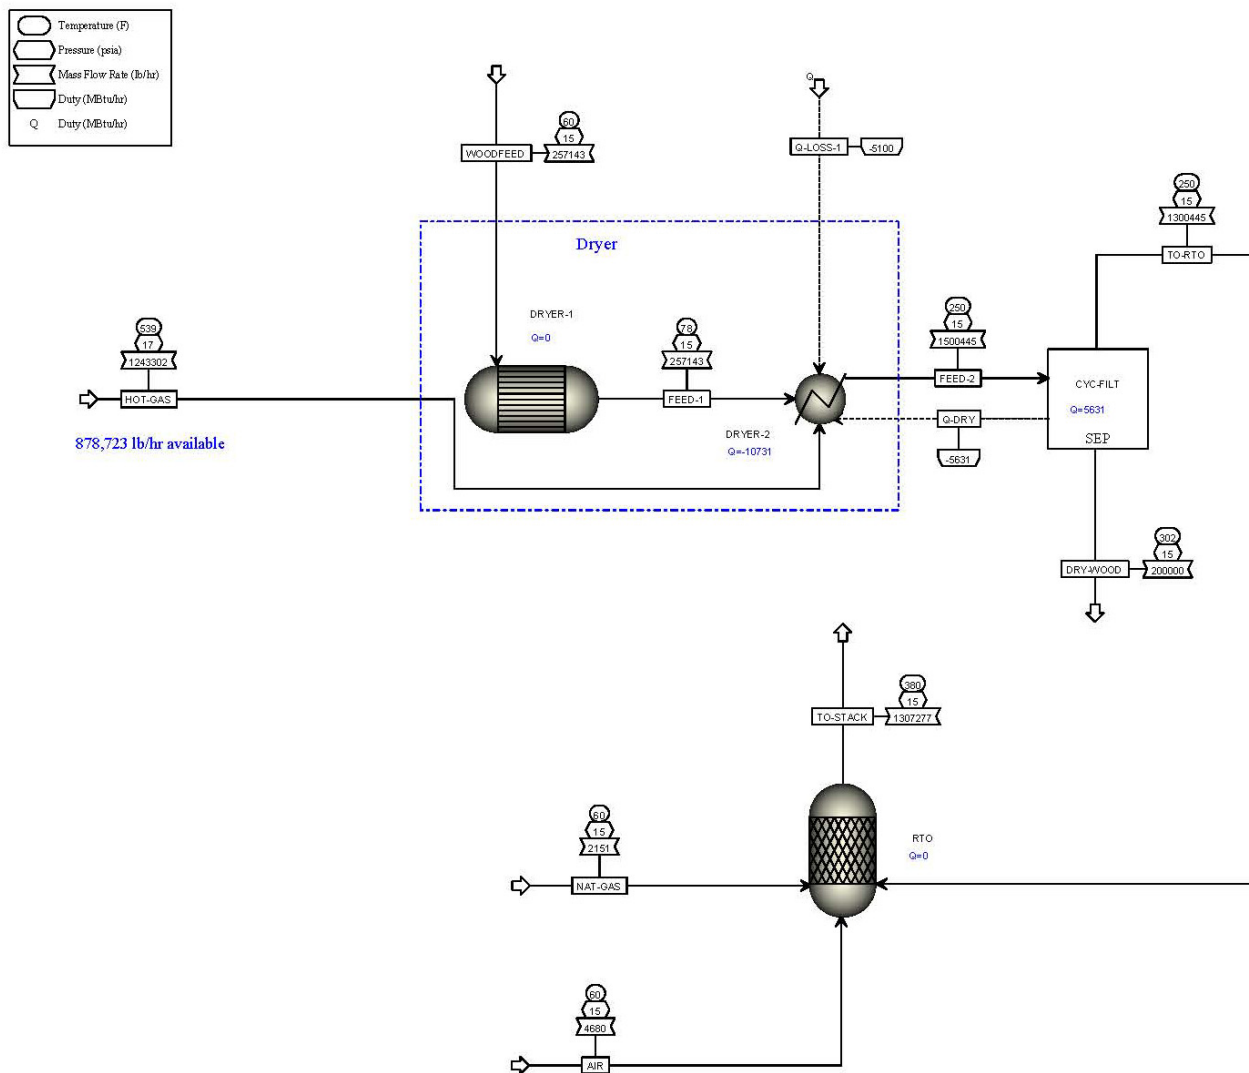 Temperature (F)
Pressure (psia)
Mass Flow Rate (lb/hr)
Duty (MBtu/hr)
Q Duty (MBtu/hr)
60
15
WOODFEED
257143
Q
Q-LOSS-1
-5100
250
15
1300445
TO-RTO
Dryer
DRYER-1
Q=0
539
17
1243302
HOT-GAS
878,723 lb/hr available
78
15
257143
FEED-1
DRYER-2
Q=-10731
250
15
1500445
FEED-2
Q-DRY
-5631
CYC-FILT
Q=5631
SEP
302
15
DRY-WOOD
200000
380
15
TO-STACK
1307277
RTO
Q=0
60
15
2151
NAT-GAS
60
15
4680
AIR